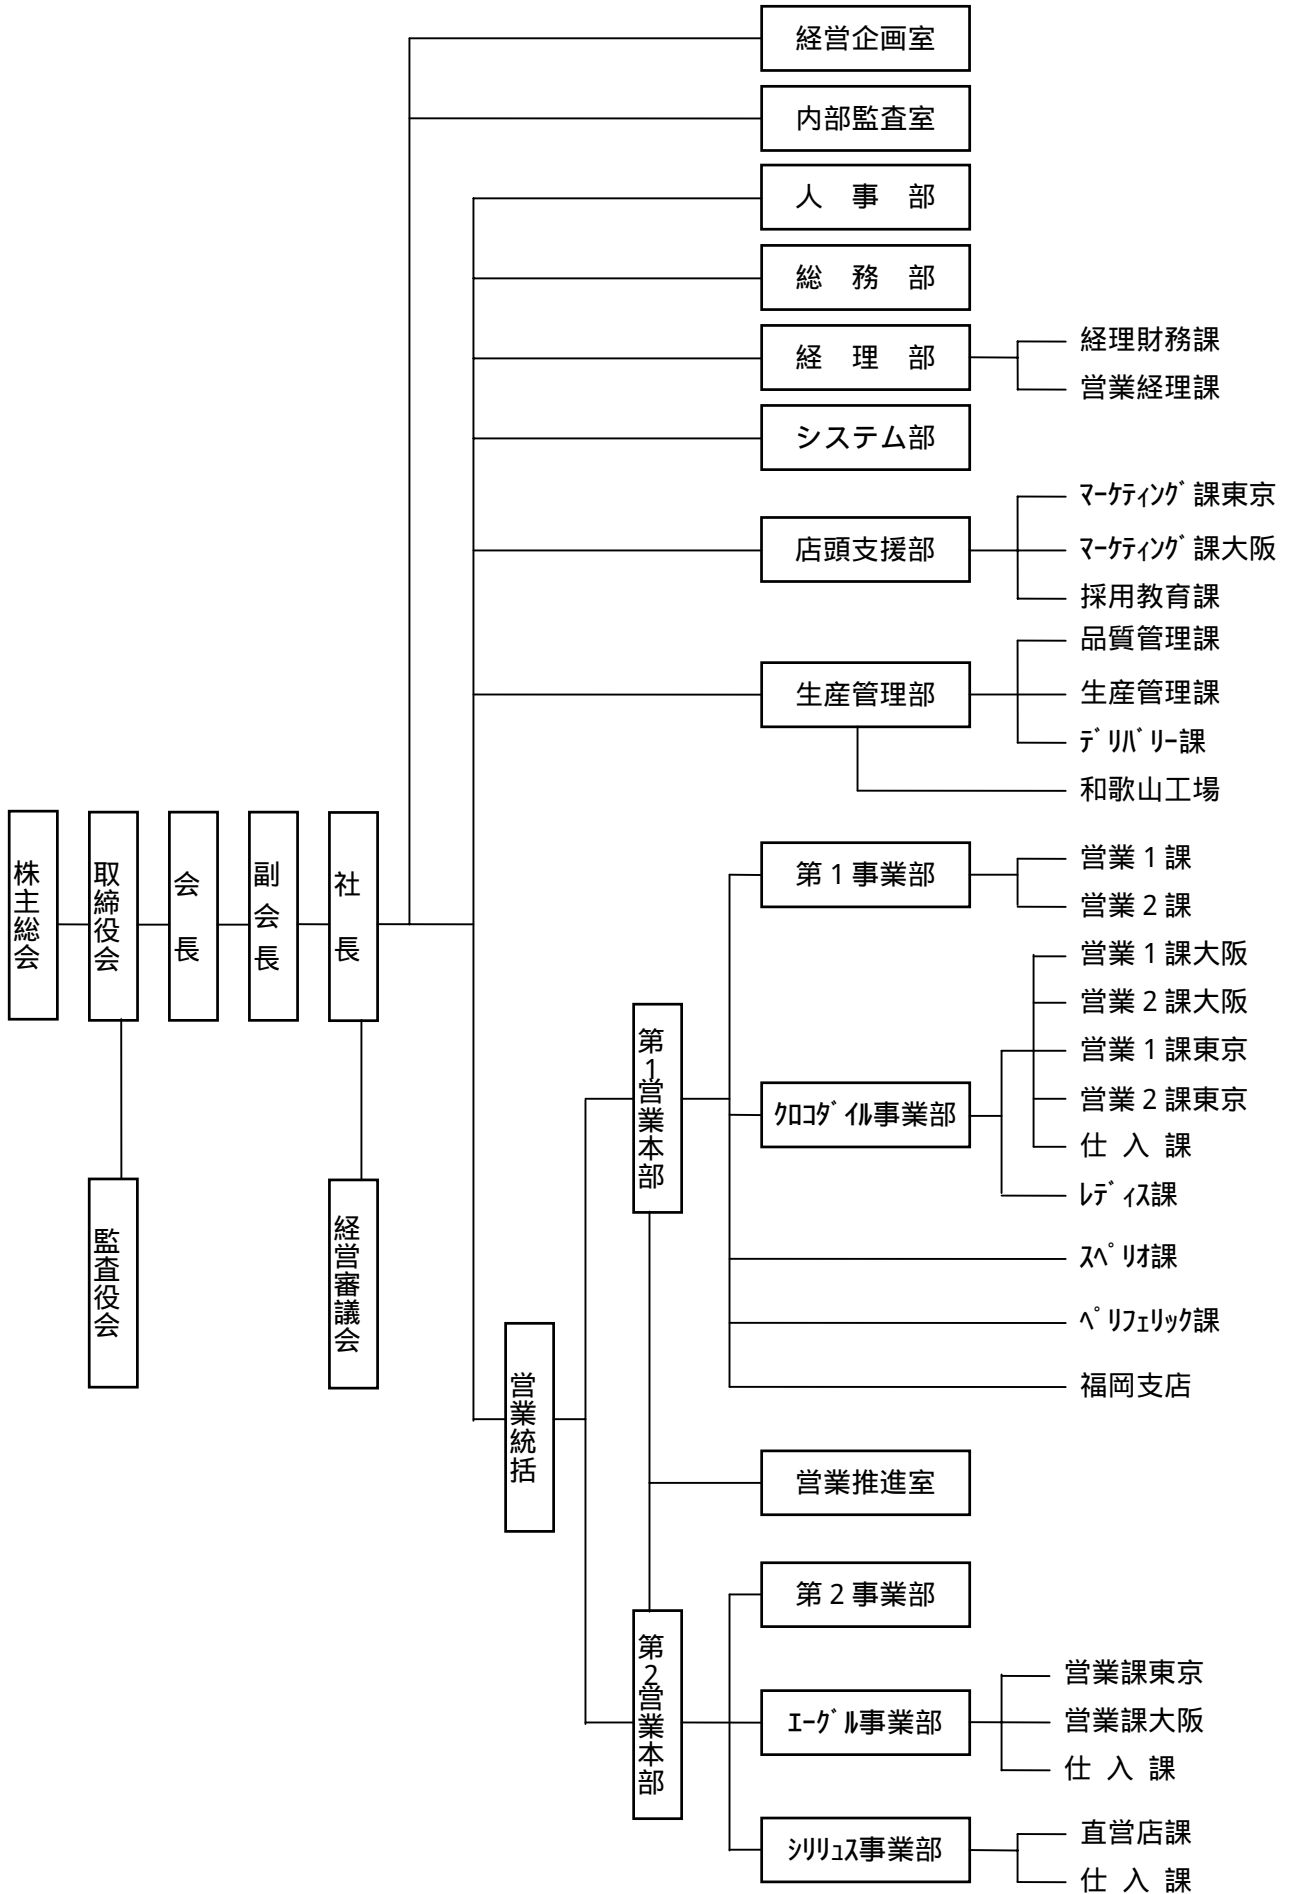 経営企画室
内部監査室
人　事　部
総　務　部
経　理　部
経理財務課
営業経理課
システム部
店頭支援部
ﾏｰｹﾃｨﾝｸﾞ課東京
ﾏｰｹﾃｨﾝｸﾞ課大阪
採用教育課
生産管理部
品質管理課
生産管理課
ﾃﾞﾘﾊﾞﾘｰ課
和歌山工場
株主総会
取締役会
会長
副会長
社長
監査役会
経営審議会
営業統括
第1営業本部
第１事業部
営業１課
営業２課
ｸﾛｺﾀﾞｲﾙ事業部
営業１課大阪
営業２課大阪
営業１課東京
営業２課東京
仕 入 課
ﾚﾃﾞｨｽ課
ｽﾍﾟﾘｵ課
ﾍﾟﾘﾌｪﾘｯｸ課
福岡支店
営業推進室
第2営業本部
第２事業部
ｴｰｸﾞﾙ事業部
営業課東京
営業課大阪
仕 入 課
ｼﾘﾘｭｽ事業部
直営店課
仕 入 課